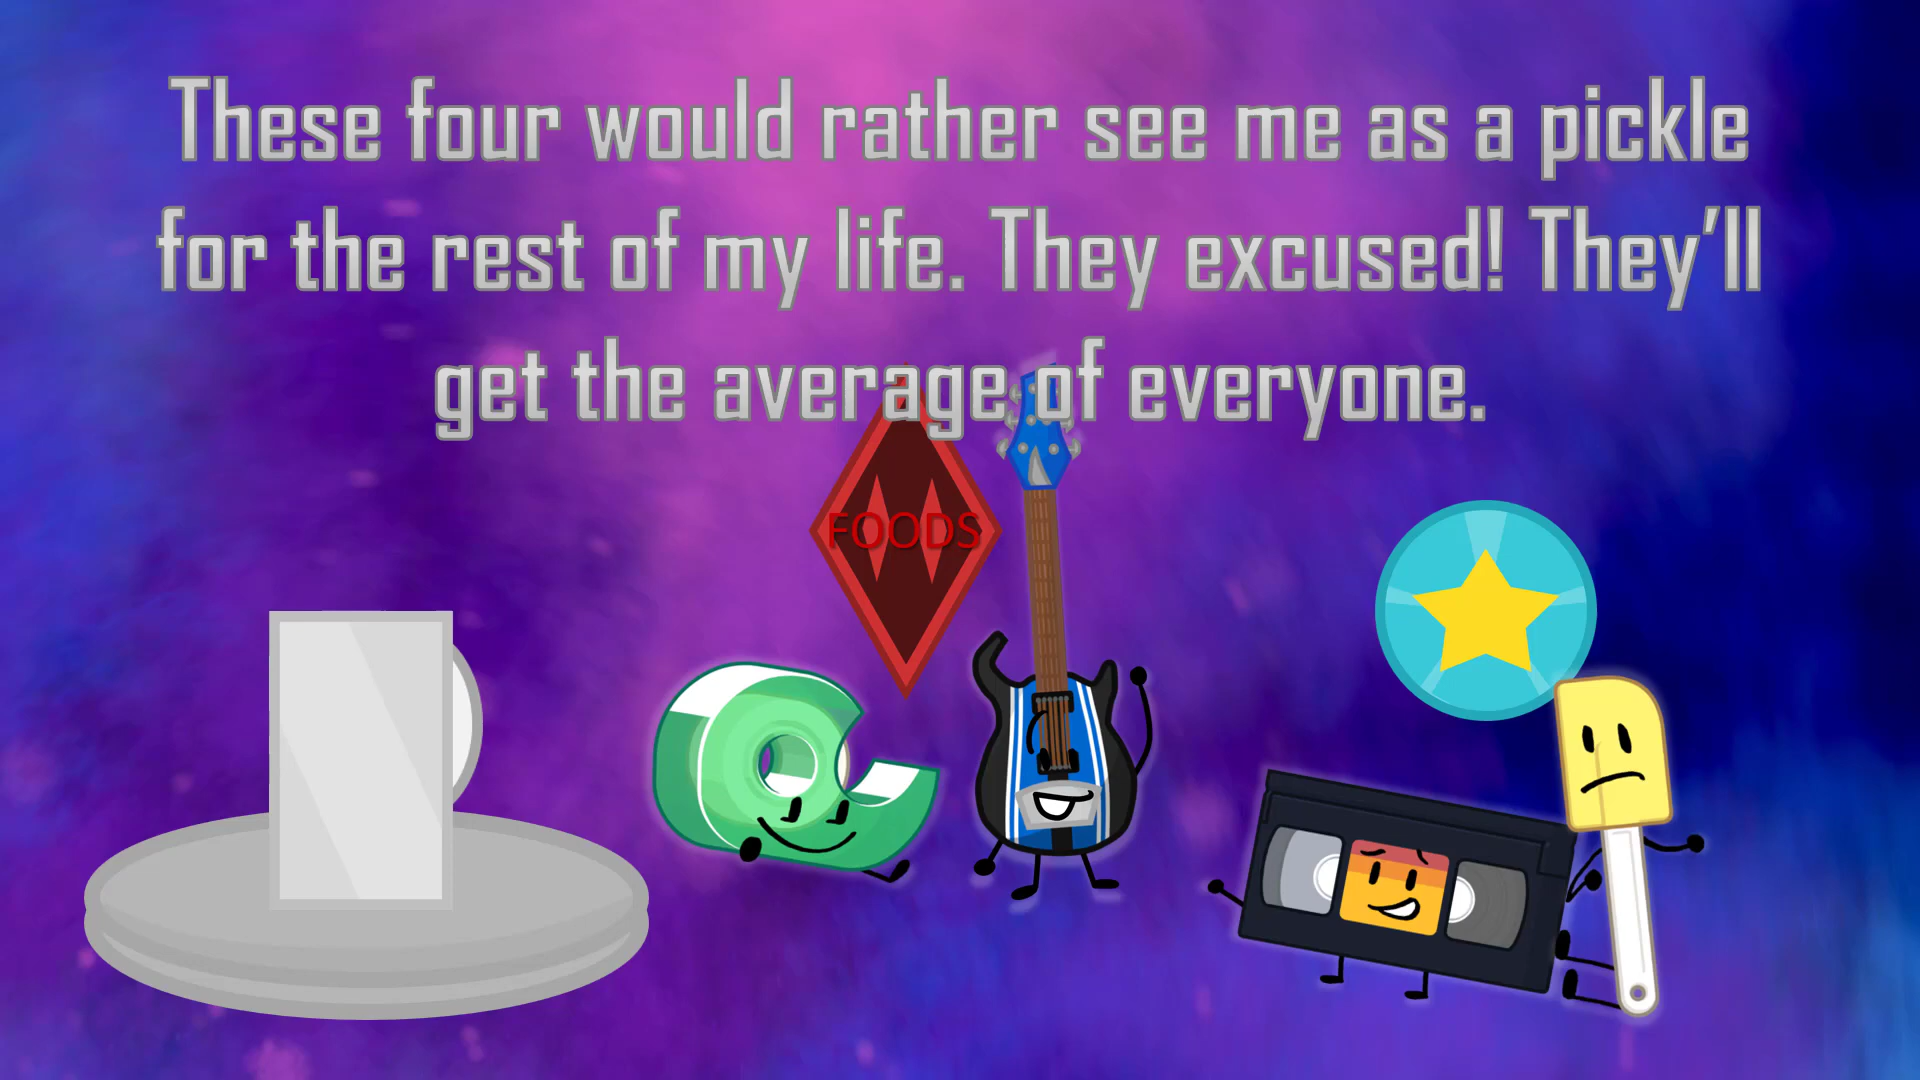 These four would rather see me as a pickle
for the rest of my life. They excused! They’ll
get the average of everyone.
FOODS